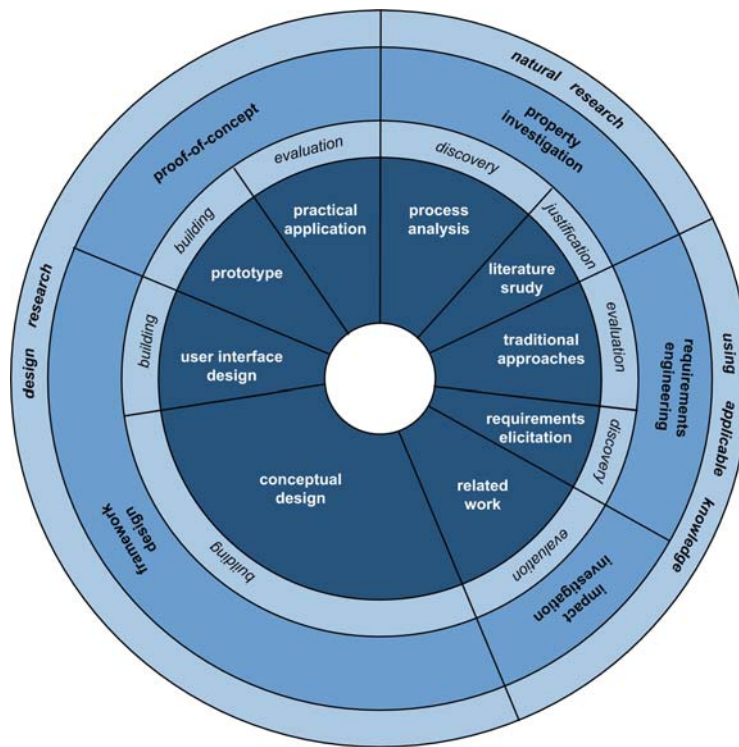 natural research
property
investigation
discovery
justification
process
analysis
literature
srudy
using applicable knowledge
requirements
engineering
evaluation
traditional
approaches
discovery
requirements
elicitation
impact
investigation
evaluation
related
work
design research
framework
design
building
conceptual
design
building
user interface
design
proof-of-concept
building
prototype
evaluation
practical
application